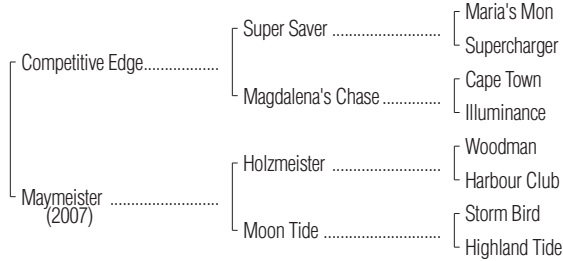 Maria's Mon
Super Saver ....................
Supercharger
Competitive Edge..............
Cape Town
Magdalena's Chase ...........
Illuminance
Woodman
Holzmeister ....................
Harbour Club
Maymeister ....................
(2007)
Storm Bird
Moon Tide ......................
Highland Tide